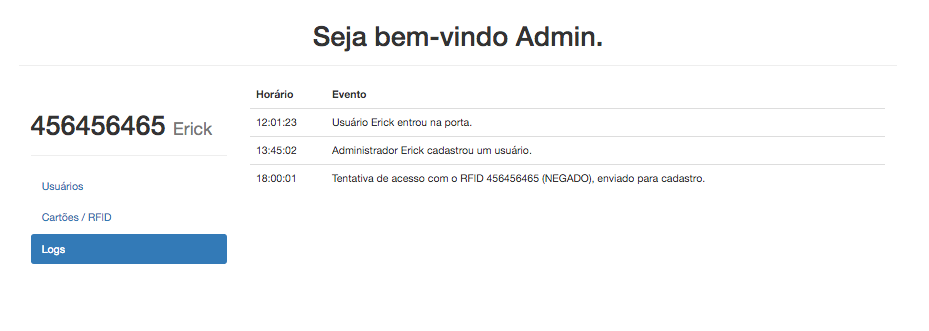 Seja bem-vindo Admin.
456456465 Erick
Usuários
Cartões / RFID
Logs
Horário Evento
12:01:23 Usuário Erick entrou na porta.
13:45:02 Administrador Erick cadastrou um usuário.
18:00:01 Tentativa de acesso com o RFID 456456465 (NEGADO), enviado para cadastro.